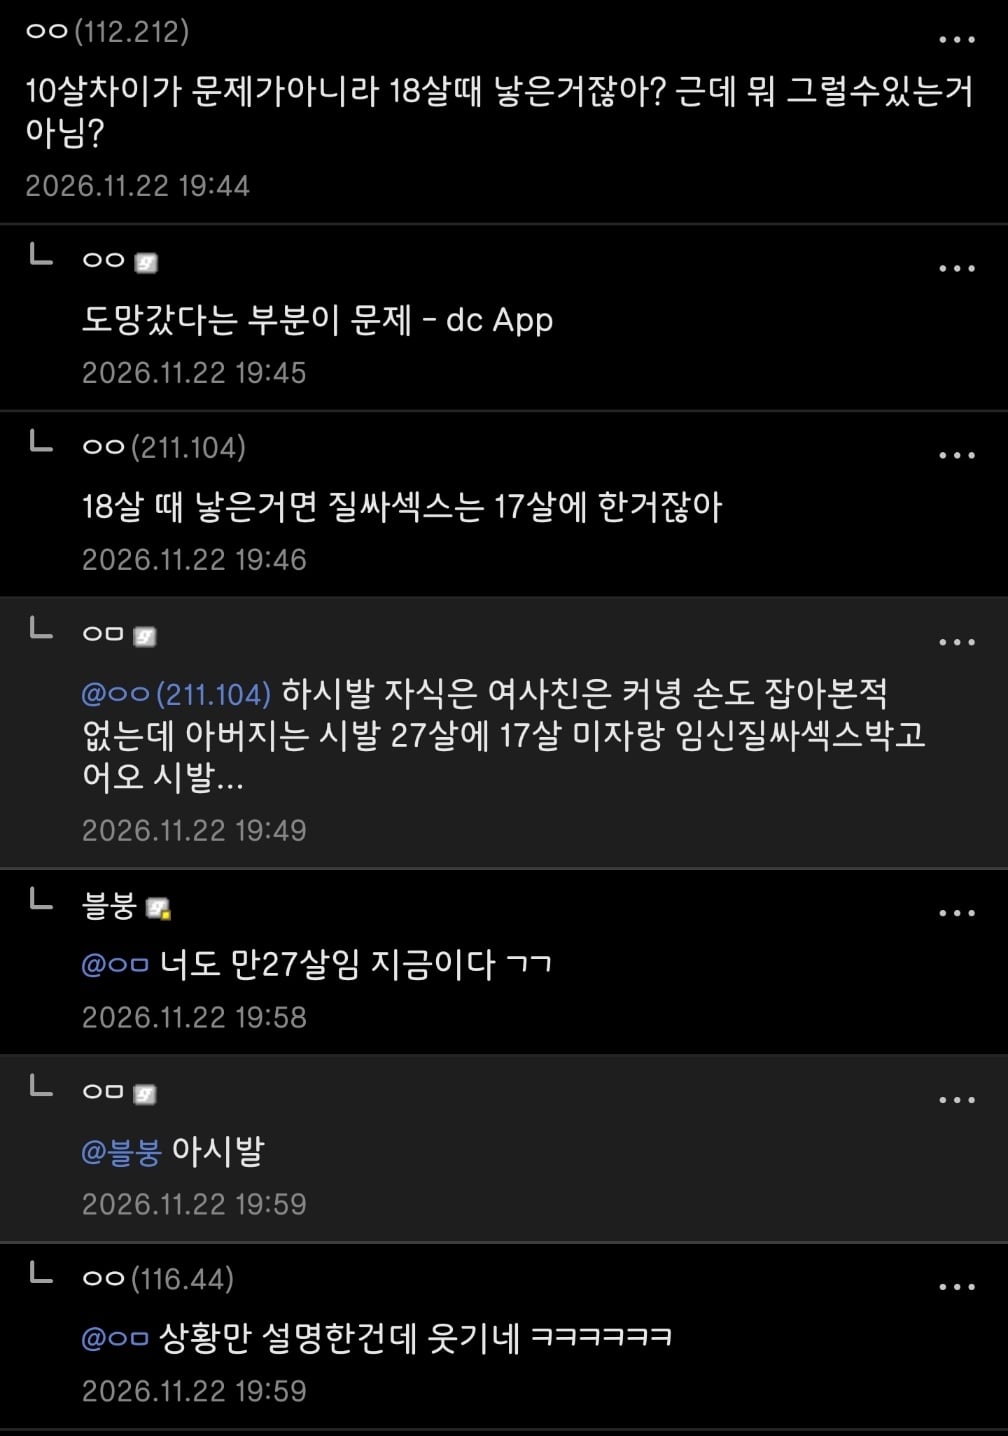 ㅇㅇ(112.212)
10살차이가 문제가아니라 18살때 낳은거잖아? 근데 뭐 그럴수있는거
아님?
2026.11.22 19:44
ㅇㅇ
도망갔다는 부분이 문제 - dc App
2026.11.22 19:45
ㅇㅇ(211.104)
18살 때 낳은거면 질싸섹스는 17살에 한거잖아
2026.11.22 19:46
ㅇㅁ
@ㅇㅇ(211.104) 하시발 자식은 여사친은 커녕 손도 잡아본적
없는데 아버지는 시발 27살에 17살 미자랑 임신질싸섹스박고
어오 시발...
2026.11.22 19:49
블붕
@ㅇㅁ 너도 만27살임 지금이다 ㄱㄱ
2026.11.22 19:58
ㅇㅁ
@블붕 아시발
2026.11.22 19:59
ㅇㅇ(116.44)
@ㅇㅁ 상황만 설명한건데 웃기네 ㅋㅋㅋㅋㅋㅋ
2026.11.22 19:59